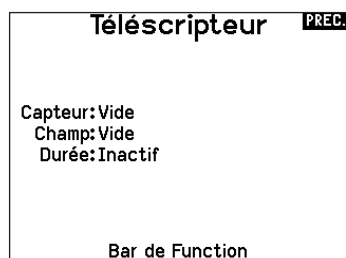 Téléscripteur PREC.
Capteur: Vide
Champ: Vide
Durée: Inactif
Bar de Function